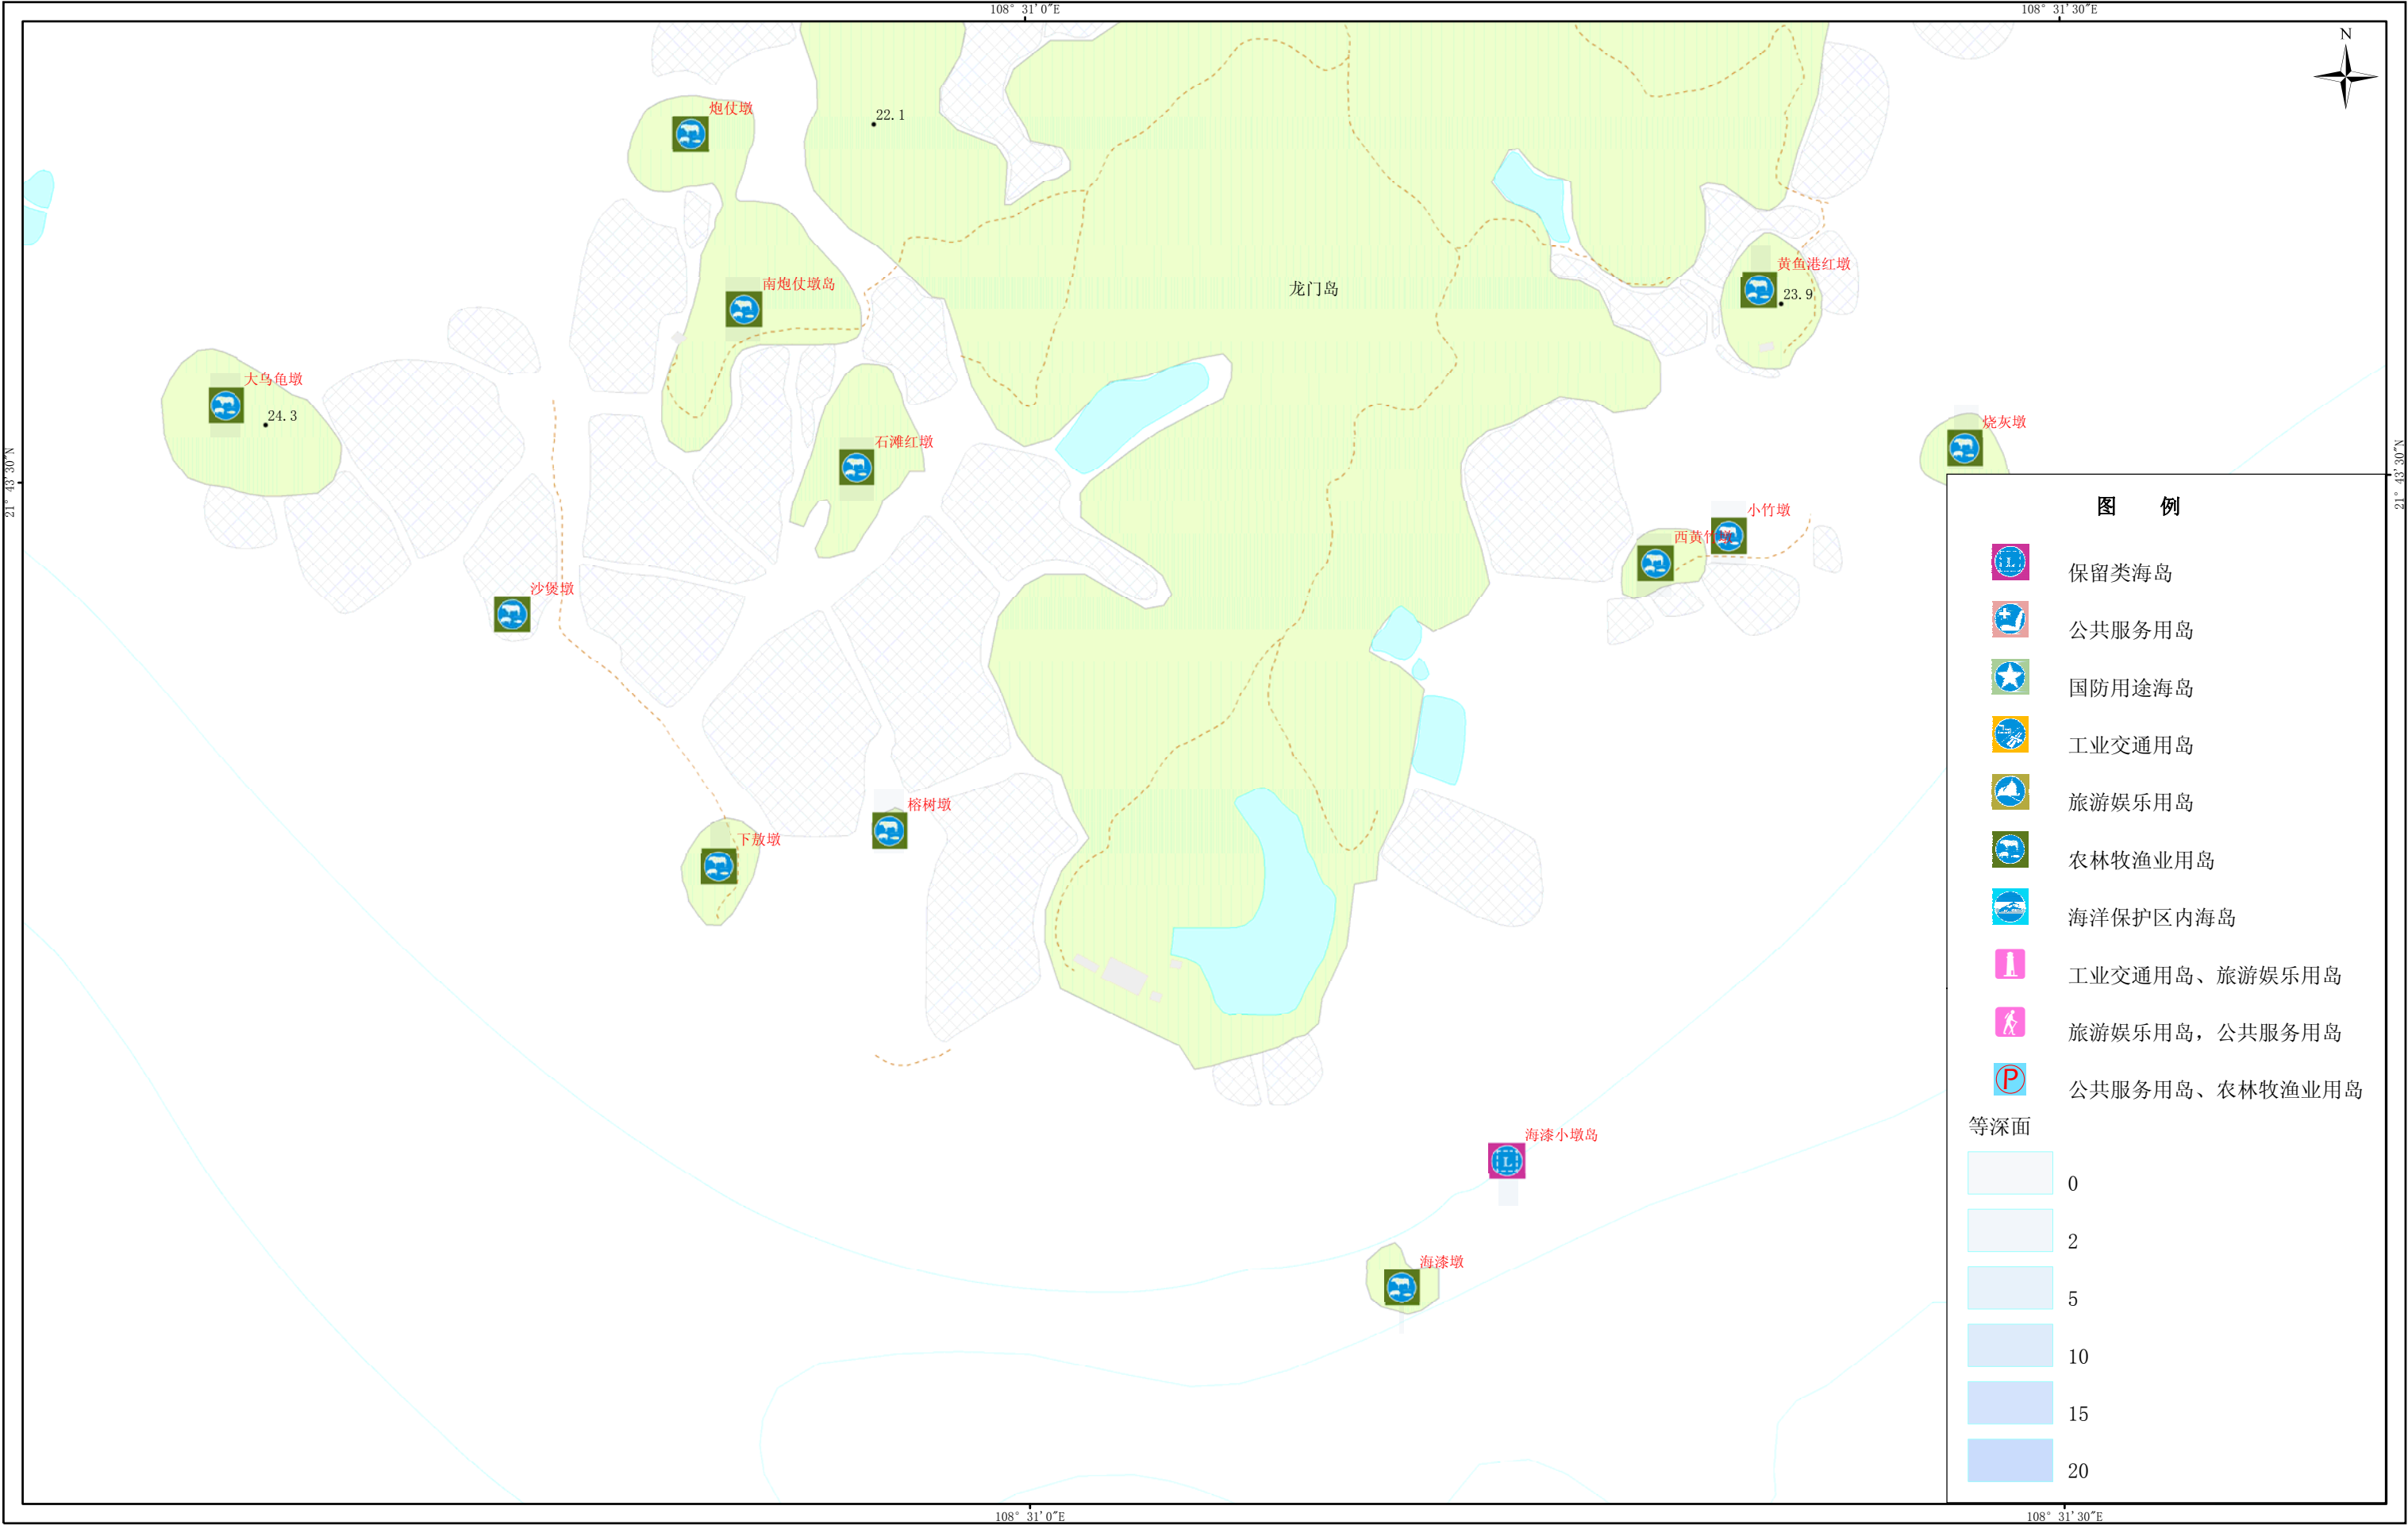 108° 31′0″E
108° 31′30″E
N
炮仗墩
22.1
龙门岛
南炮仗墩岛
黄鱼港红墩
23.9
大乌龟墩
24.3
烧灰墩
石滩红墩
21° 43′30″N
21° 43′30″N
小竹墩
西黄竹墩
沙煲墩
榕树墩
下敖墩
海漆小墩岛
海漆墩
图 例
保留类海岛
公共服务用岛
国防用途海岛
工业交通用岛
旅游娱乐用岛
农林牧渔业用岛
海洋保护区内海岛
工业交通用岛、旅游娱乐用岛
旅游娱乐用岛，公共服务用岛
P 公共服务用岛、农林牧渔业用岛
等深面
0
2
5
10
15
20
108° 31′0″E
108° 31′30″E